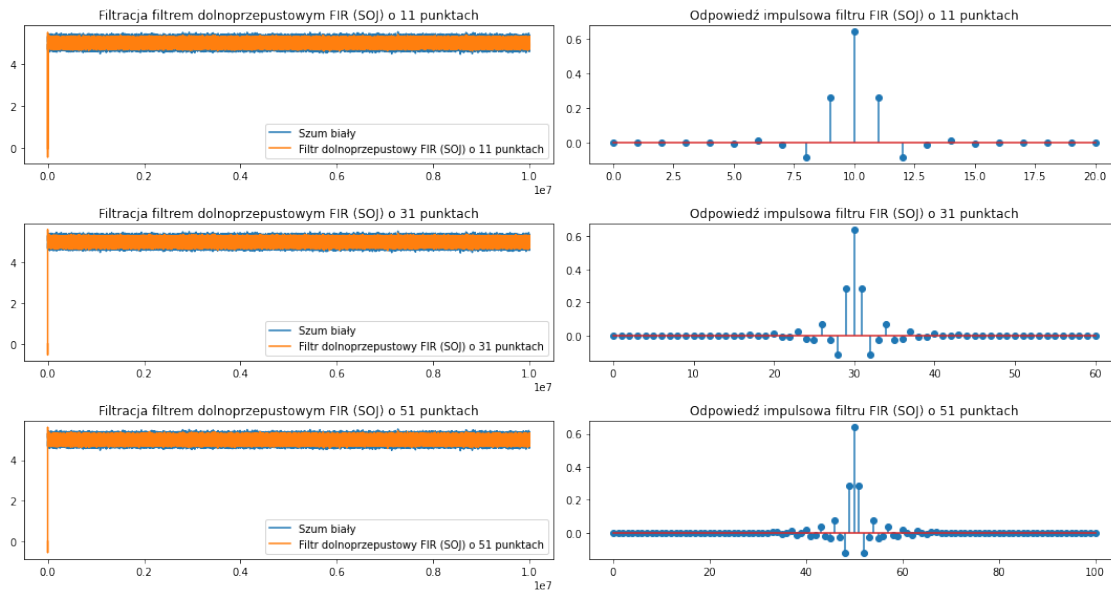 Filtracja filtrem dolnoprzepustowym FIR (SOJ) o 11 punktach
4
2
0
Szum biały
Filtr dolnoprzepustowy FIR (SOJ) o 11 punktach
0.0 0.2 0.4 0.6 0.8 1.0
1e7
Odpowiedź impulsowa filtru FIR (SOJ) o 11 punktach
0.6
0.4
0.2
0.0
0.0 2.5 5.0 7.5 10.0 12.5 15.0 17.5 20.0
Filtracja filtrem dolnoprzepustowym FIR (SOJ) o 31 punktach
4
2
0
Szum biały
Filtr dolnoprzepustowy FIR (SOJ) o 31 punktach
0.0 0.2 0.4 0.6 0.8 1.0
1e7
Odpowiedź impulsowa filtru FIR (SOJ) o 31 punktach
0.6
0.4
0.2
0.0
0 10 20 30 40 50 60
Filtracja filtrem dolnoprzepustowym FIR (SOJ) o 51 punktach
4
2
0
Szum biały
Filtr dolnoprzepustowy FIR (SOJ) o 51 punktach
0.0 0.2 0.4 0.6 0.8 1.0
1e7
Odpowiedź impulsowa filtru FIR (SOJ) o 51 punktach
0.6
0.4
0.2
0.0
0 20 40 60 80 100